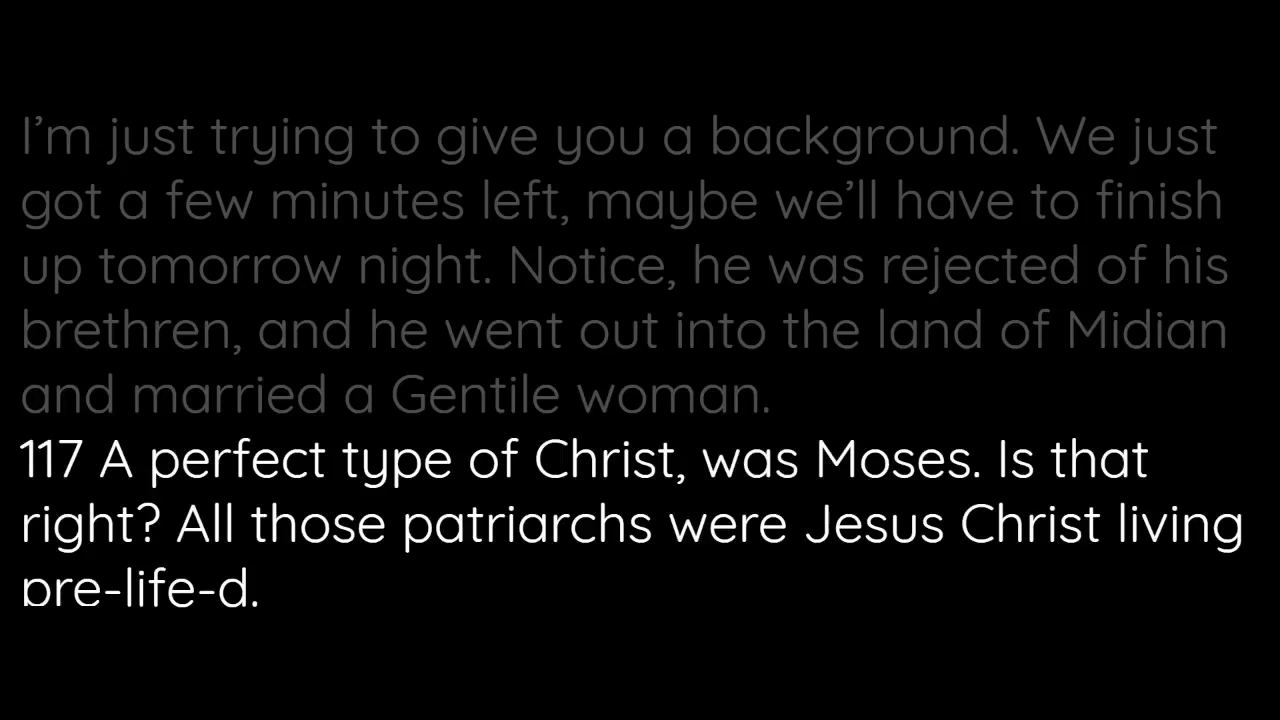 I’m just trying to give you a background. We just
got a few minutes left, maybe we’ll have to finish
up tomorrow night. Notice, he was rejected of his
brethren, and he went out into the land of Midian
and married a Gentile woman.
117 A perfect type of Christ, was Moses. Is that
right? All those patriarchs were Jesus Christ living
pre-life-d.